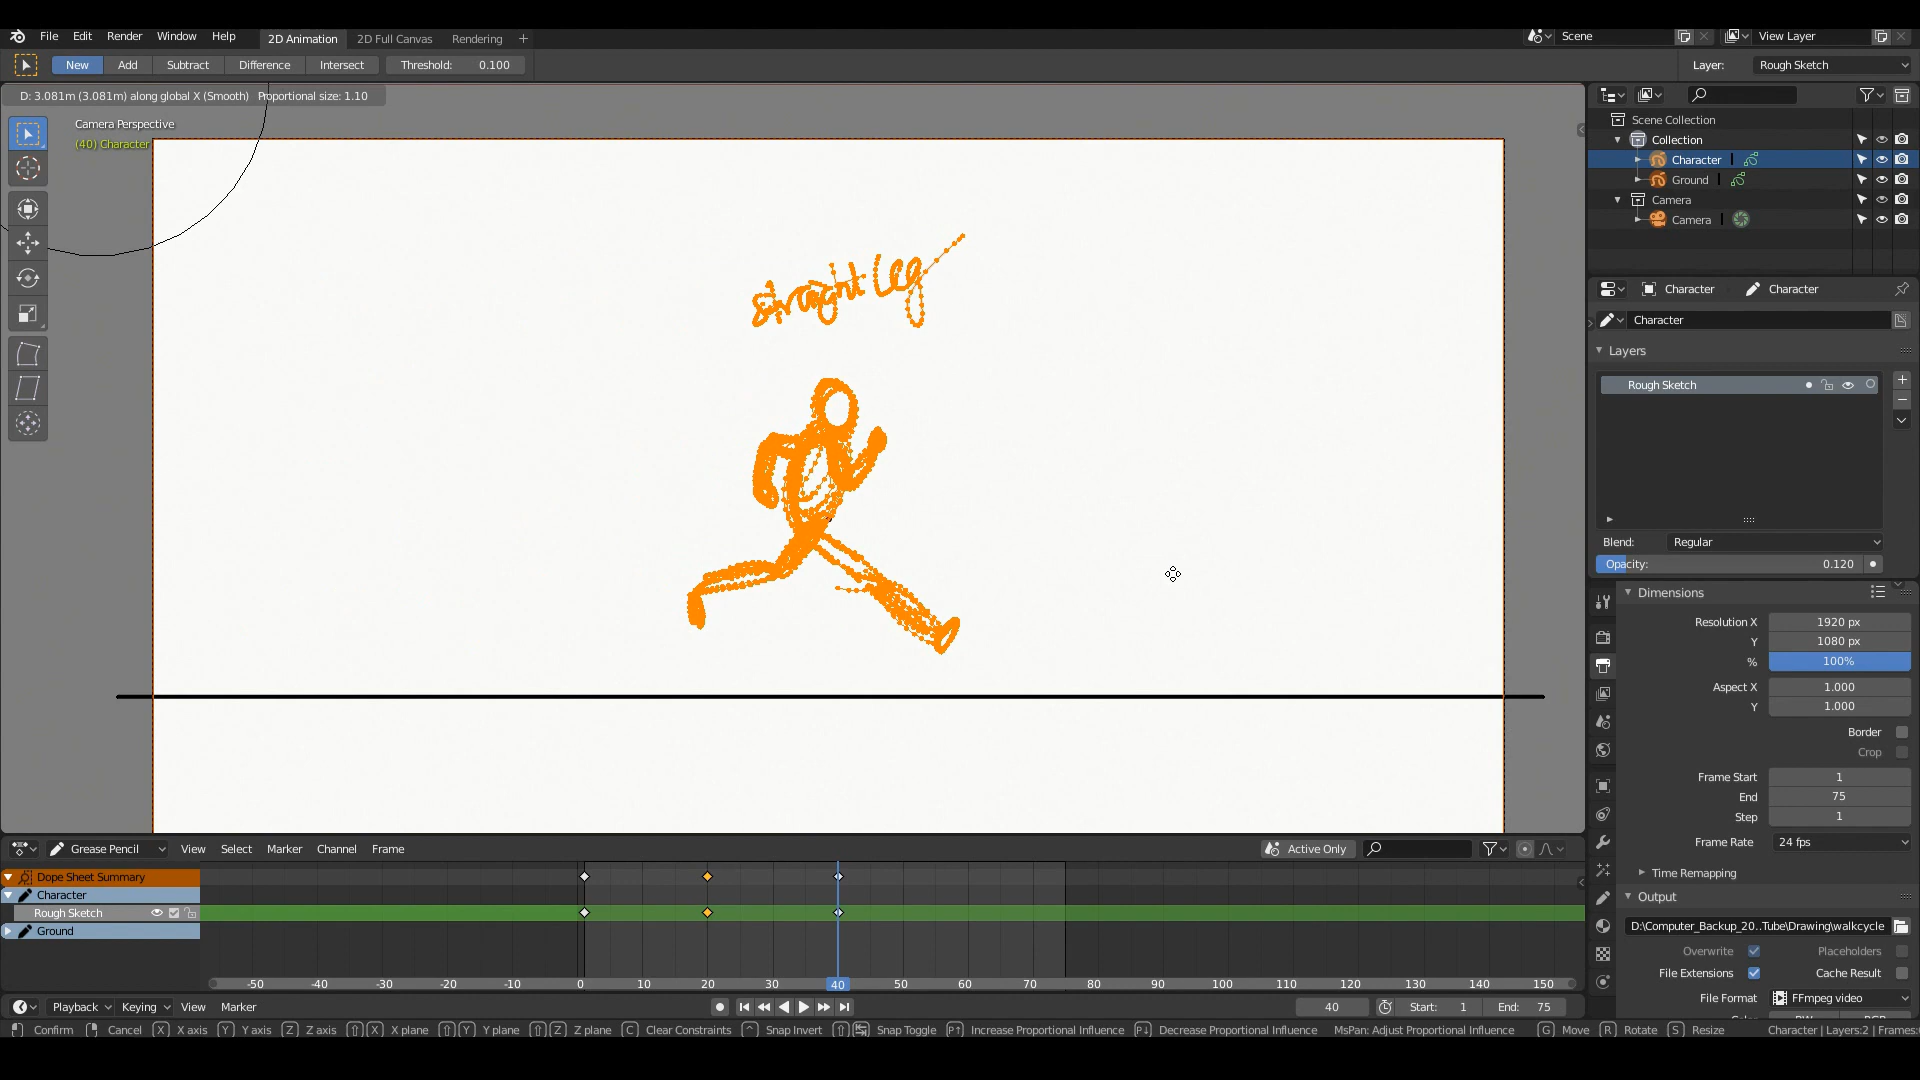 File Edit Render Window Help 2D Animation 2D Full Canvas Rendering + Scene View Layer
New Add Subtract Difference Intersect Threshold: 0.100 Layer: Rough Sketch
D: 3.081m (3.081m) along global X (Smooth) Proportional size: 1.10
Camera Perspective
(40) Character
straight leg
Scene Collection
Collection
Character
Ground
Camera
Camera
Character Character
Character
Layers
Rough Sketch
Blend: Regular
Opacity: 0.120
Dimensions
Resolution X 1920 px
Y 1080 px
% 100%
Aspect X 1.000
Y 1.000
Border
Crop
Frame Start 1
End 75
Step 1
Frame Rate 24 fps
Time Remapping
Output
D:\Computer_Backup_20..Tube\Drawing\walkcycle
Overwrite Placeholders
File Extensions Cache Result
File Format FFmpeg video
Grease Pencil View Select Marker Channel Frame Active Only
Dope Sheet Summary
Character
Rough Sketch
Ground
-50 -40 -30 -20 -10 0 10 20 30 40 50 60 70 80 90 100 110 120 130 140 150
Playback Keying View Marker 40 Start: 1 End: 75
Confirm Cancel X X axis Y Y axis Z Z axis X X plane Y Y plane Z Z plane C Clear Constraints Snap Invert Snap Toggle Increase Proportional Influence Decrease Proportional Influence MsPan: Adjust Proportional Influence G Move R Rotate S Resize Character | Layers:2 | Frames: